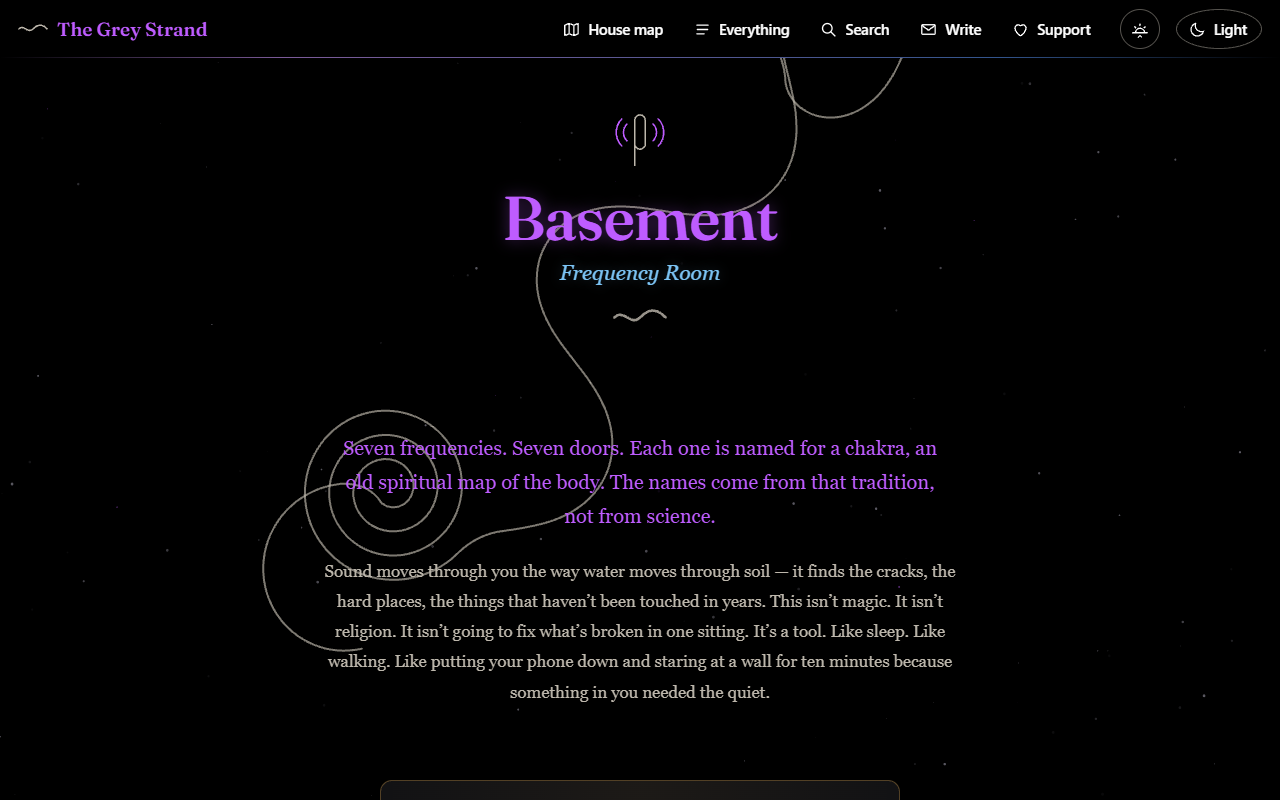 The Grey Strand
House map
Everything
Search
Write
Support
Light
Basement
Frequency Room
Seven frequencies. Seven doors. Each one is named for a chakra, an
old spiritual map of the body. The names come from that tradition,
not from science.
Sound moves through you the way water moves through soil — it finds the cracks, the
hard places, the things that haven’t been touched in years. This isn’t magic. It isn’t
religion. It isn’t going to fix what’s broken in one sitting. It’s a tool. Like sleep. Like
walking. Like putting your phone down and staring at a wall for ten minutes because
something in you needed the quiet.